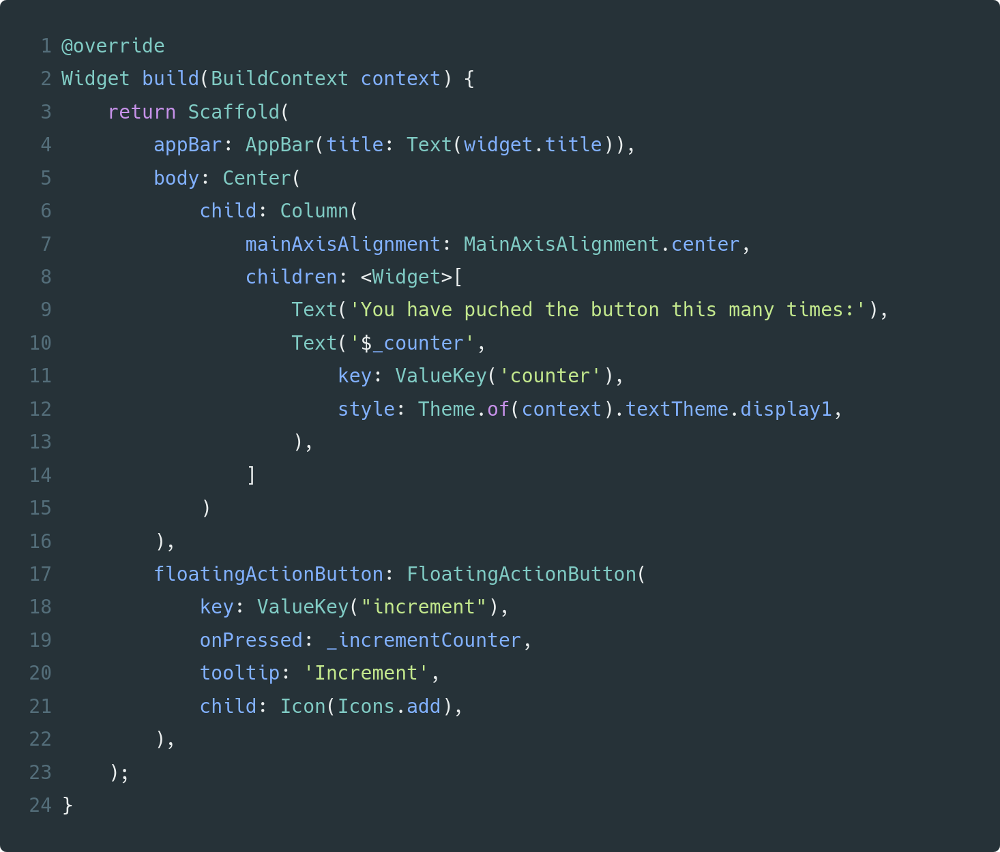 1 @override
2 Widget build(BuildContext context) {
3     return Scaffold(
4         appBar: AppBar(title: Text(widget.title)),
5         body: Center(
6             child: Column(
7                 mainAxisAlignment: MainAxisAlignment.center,
8                 children: <Widget>[
9                     Text('You have puched the button this many times:'),
10                     Text('$_counter',
11                         key: ValueKey('counter'),
12                         style: Theme.of(context).textTheme.display1,
13                     ),
14                 ]
15             )
16         ),
17         floatingActionButton: FloatingActionButton(
18             key: ValueKey("increment"),
19             onPressed: _incrementCounter,
20             tooltip: 'Increment',
21             child: Icon(Icons.add),
22         ),
23     );
24 }